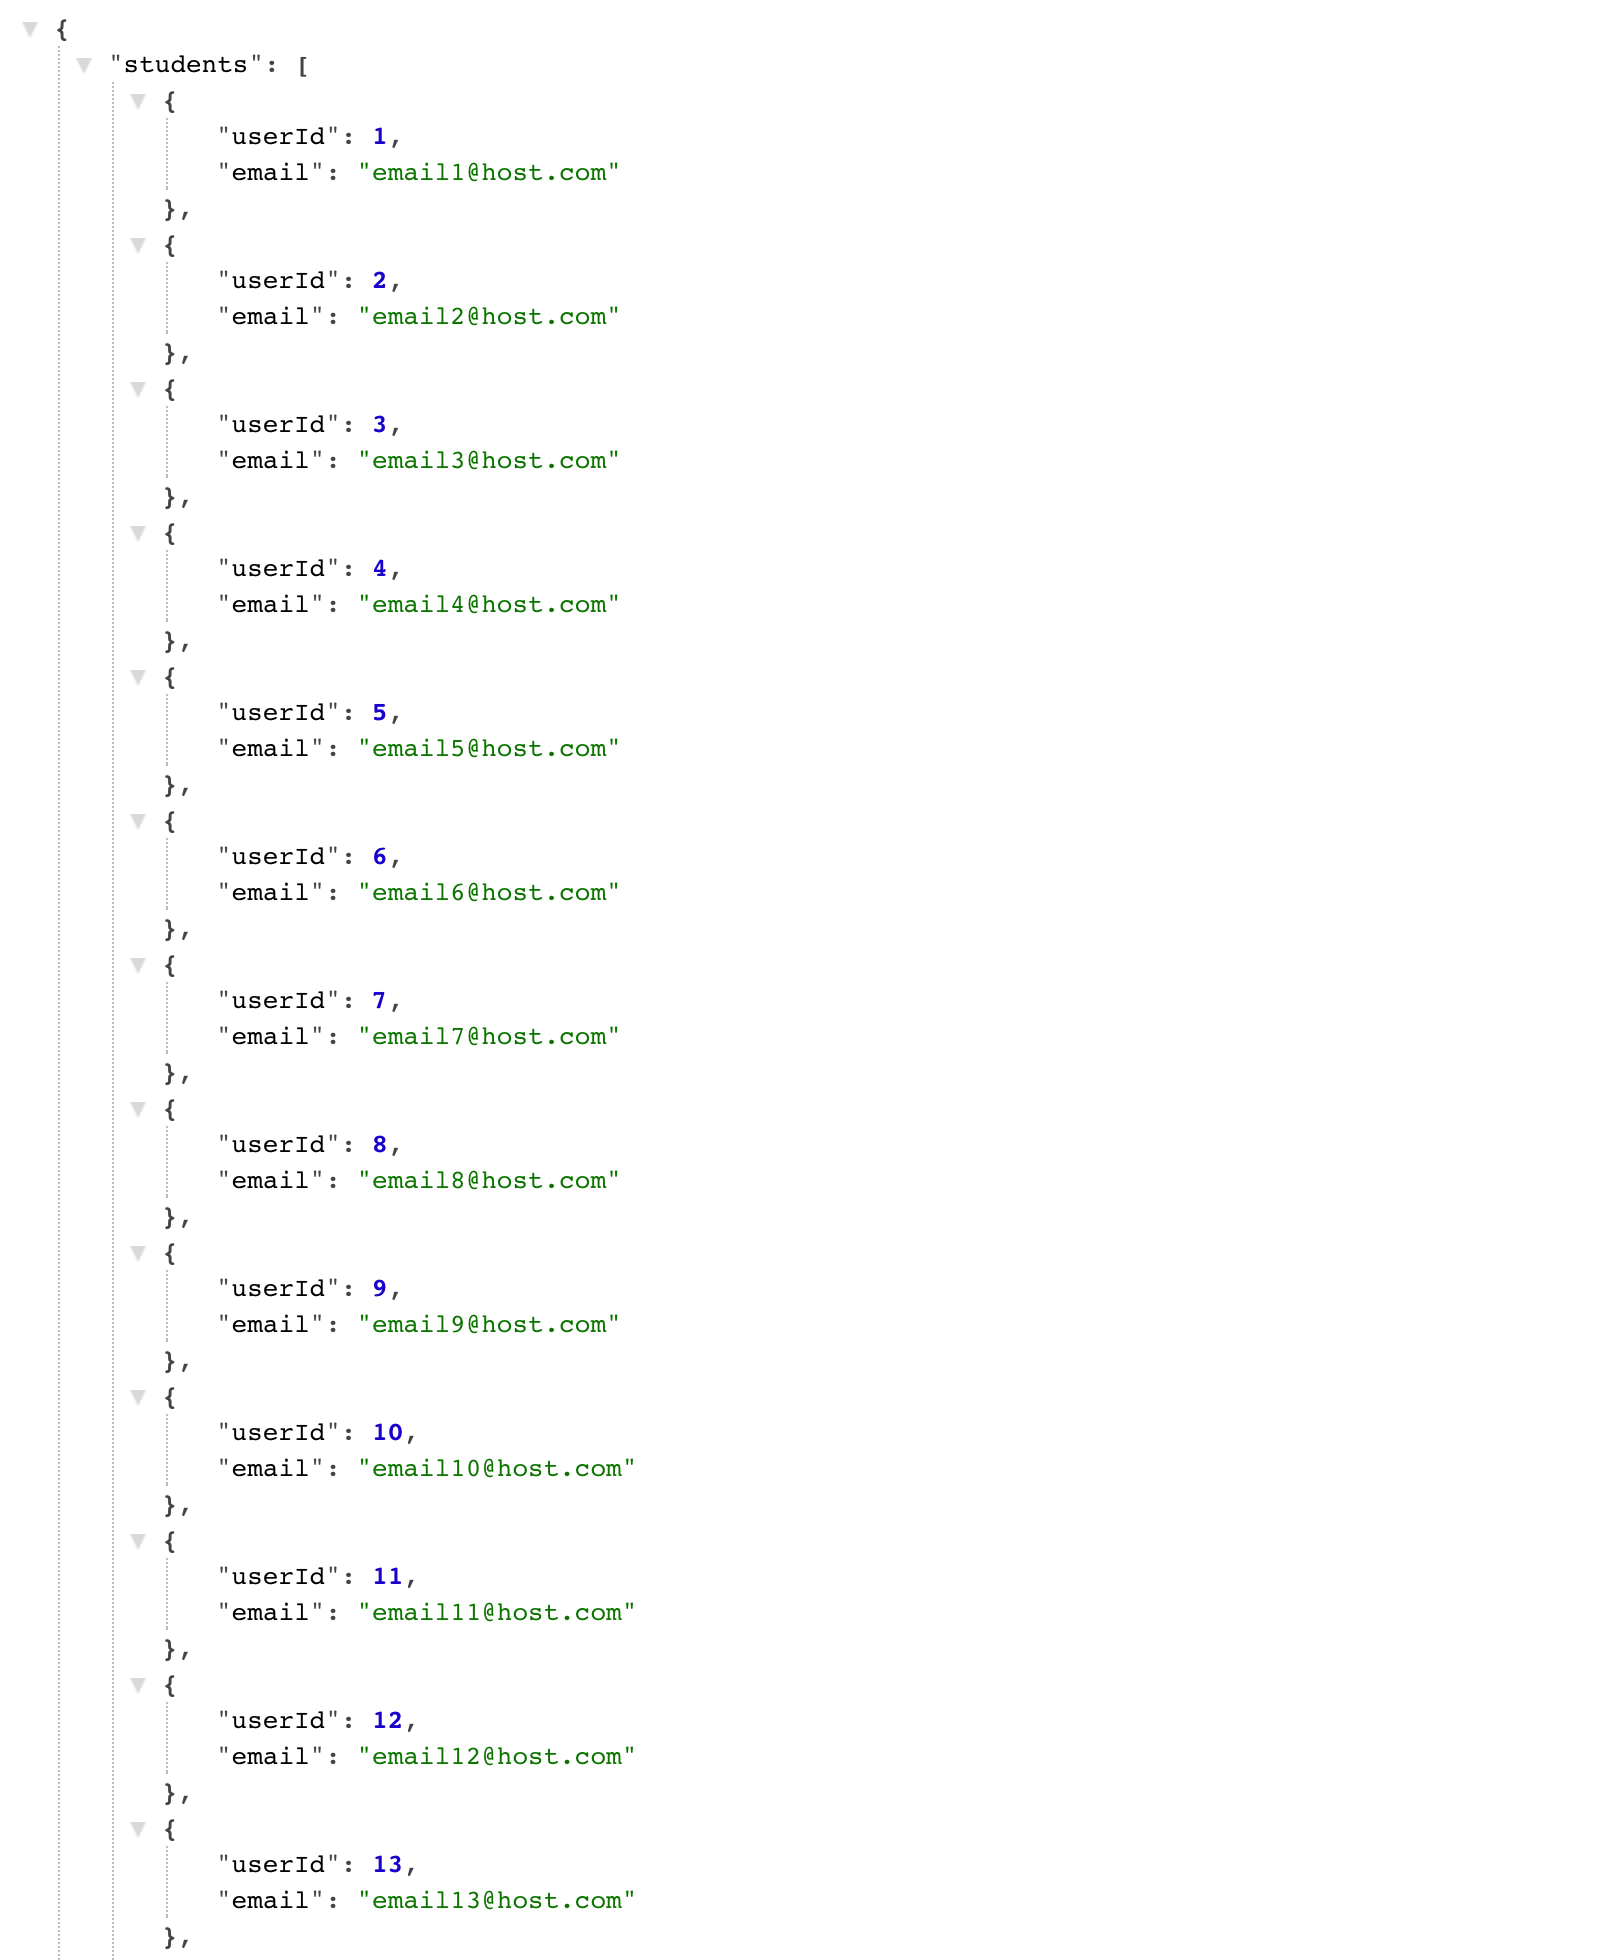 {
"students": [
{
"userId": 1,
"email": "email1@host.com"
},
{
"userId": 2,
"email": "email2@host.com"
},
{
"userId": 3,
"email": "email3@host.com"
},
{
"userId": 4,
"email": "email4@host.com"
},
{
"userId": 5,
"email": "email5@host.com"
},
{
"userId": 6,
"email": "email6@host.com"
},
{
"userId": 7,
"email": "email7@host.com"
},
{
"userId": 8,
"email": "email8@host.com"
},
{
"userId": 9,
"email": "email9@host.com"
},
{
"userId": 10,
"email": "email10@host.com"
},
{
"userId": 11,
"email": "email11@host.com"
},
{
"userId": 12,
"email": "email12@host.com"
},
{
"userId": 13,
"email": "email13@host.com"
},